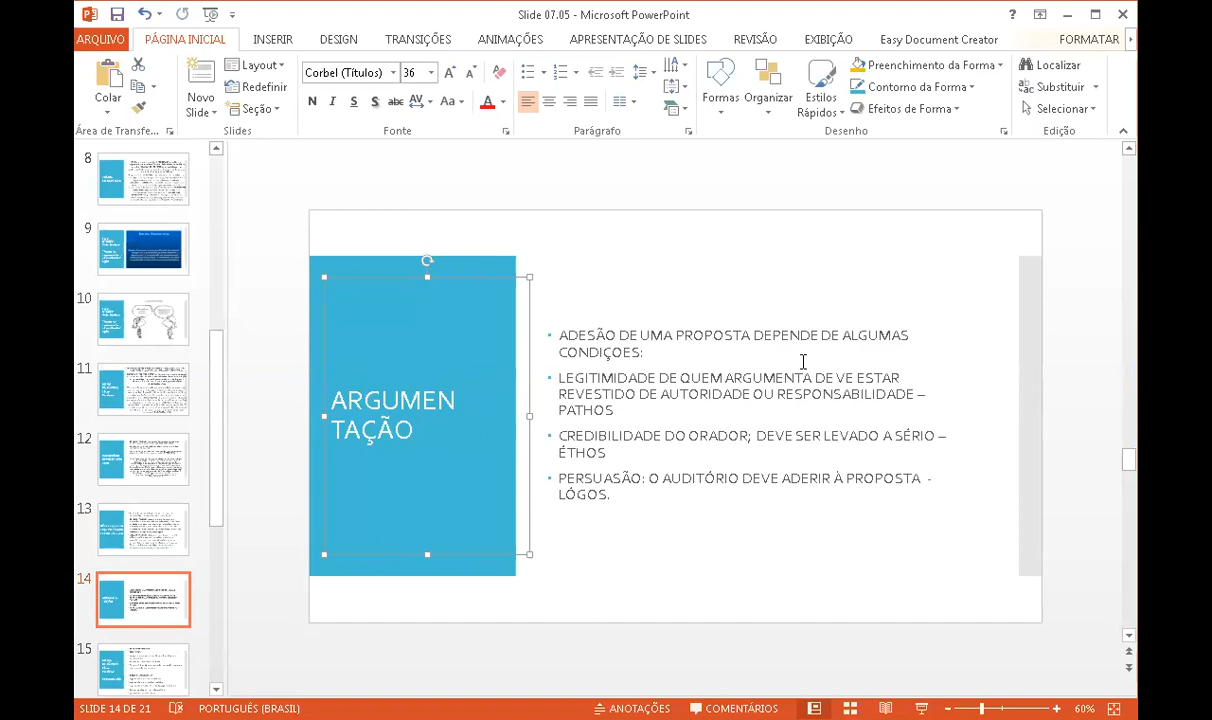 Slide 07.05 - Microsoft PowerPoint
ARQUIVO
PÁGINA INICIAL
INSERIR
DESIGN
TRANSIÇÕES
ANIMAÇÕES
APRESENTAÇÃO DE SLIDES
REVISÃO
EXIBIÇÃO
Easy Document Creator
FORMATAR
Colar
Área de Transfe...
Novo
Slide
Layout
Redefinir
Seção
Slides
Corbel (Títulos)
36
Fonte
Parágrafo
Formas
Organizar
Estilos
Rápidos
Preenchimento da Forma
Contorno da Forma
Efeitos de Forma
Desenho
Localizar
Substituir
Selecionar
Edição
8
9
10
11
12
13
14
15
ARGUMEN
TAÇÃO
ADESÃO DE UMA PROPOSTA DEPENDE DE ALGUMAS
CONDIÇOES:
LEGITIMIDADE DE QUEM ARGUMENTA DE VE ESTAR
REVESTIDO DE AUTORIDADE OU RESPONSABILIDADE –
PATHOS
CREDIBILIDADE DO ORADOR; DEVE SER LEVADO A SÉRIO –
ÉTHOS
PERSUASÃO: O AUDITÓRIO DEVE ADERIR À PROPOSTA -
LÓGOS.
SLIDE 14 DE 21
PORTUGUÊS (BRASIL)
ANOTAÇÕES
COMENTÁRIOS
60%